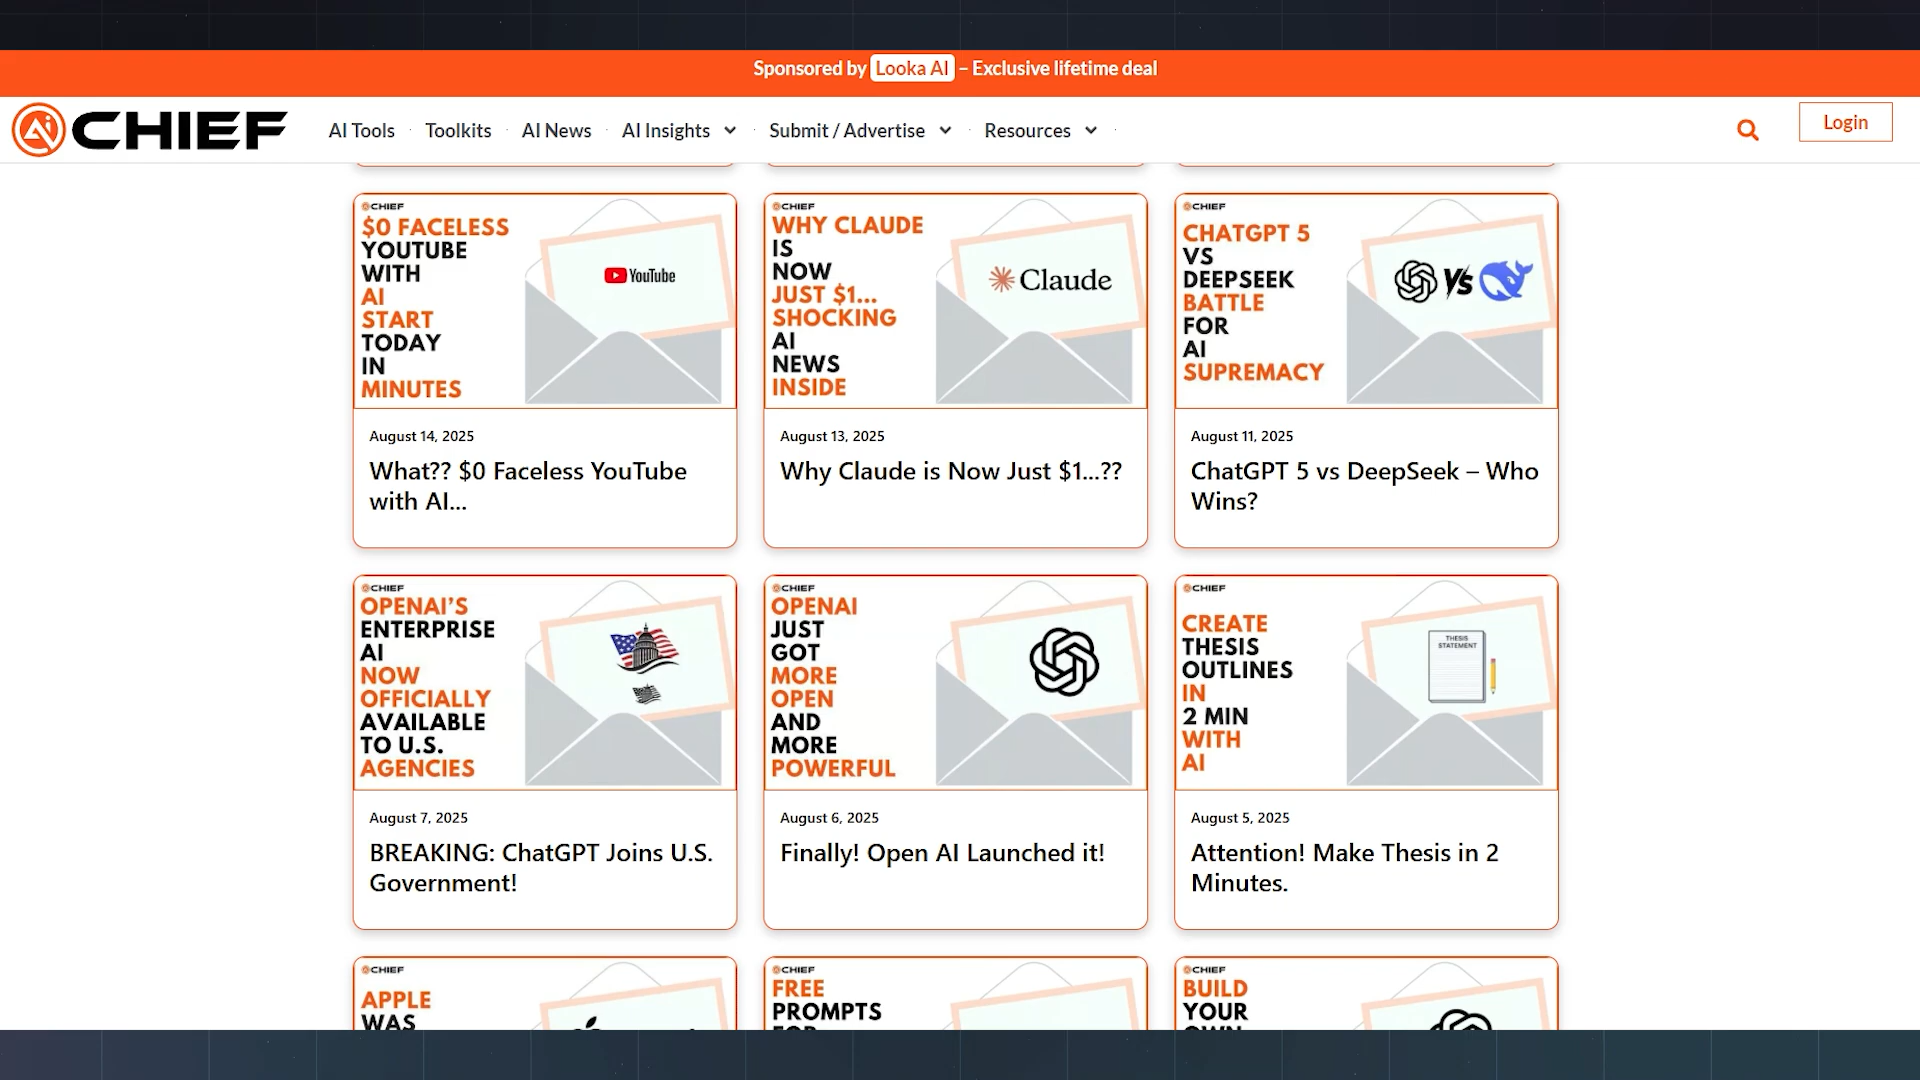 Sponsored by Looka AI – Exclusive lifetime deal
Ai CHIEF
AI Tools
Toolkits
AI News
AI Insights
Submit / Advertise
Resources
Login
CHIEF
$0 FACELESS
YOUTUBE
WITH
AI
START
TODAY
IN
MINUTES
YouTube
August 14, 2025
What?? $0 Faceless YouTube
with AI...
CHIEF
WHY CLAUDE
IS
NOW
JUST $1...
SHOCKING
AI
NEWS
INSIDE
Claude
August 13, 2025
Why Claude is Now Just $1...??
CHIEF
CHATGPT 5
VS
DEEPSEEK
BATTLE
FOR
AI
SUPREMACY
VS
August 11, 2025
ChatGPT 5 vs DeepSeek – Who
Wins?
CHIEF
OPENAI'S
ENTERPRISE
AI
NOW
OFFICIALLY
AVAILABLE
TO U.S.
AGENCIES
August 7, 2025
BREAKING: ChatGPT Joins U.S.
Government!
CHIEF
OPENAI
JUST
GOT
MORE
OPEN
AND
MORE
POWERFUL
August 6, 2025
Finally! Open AI Launched it!
CHIEF
CREATE
THESIS
OUTLINES
IN
2 MIN
WITH
AI
THESIS
STATEMENT
August 5, 2025
Attention! Make Thesis in 2
Minutes.
CHIEF
APPLE
WAS
CHIEF
FREE
PROMPTS
FOR
CHIEF
BUILD
YOUR
OWN